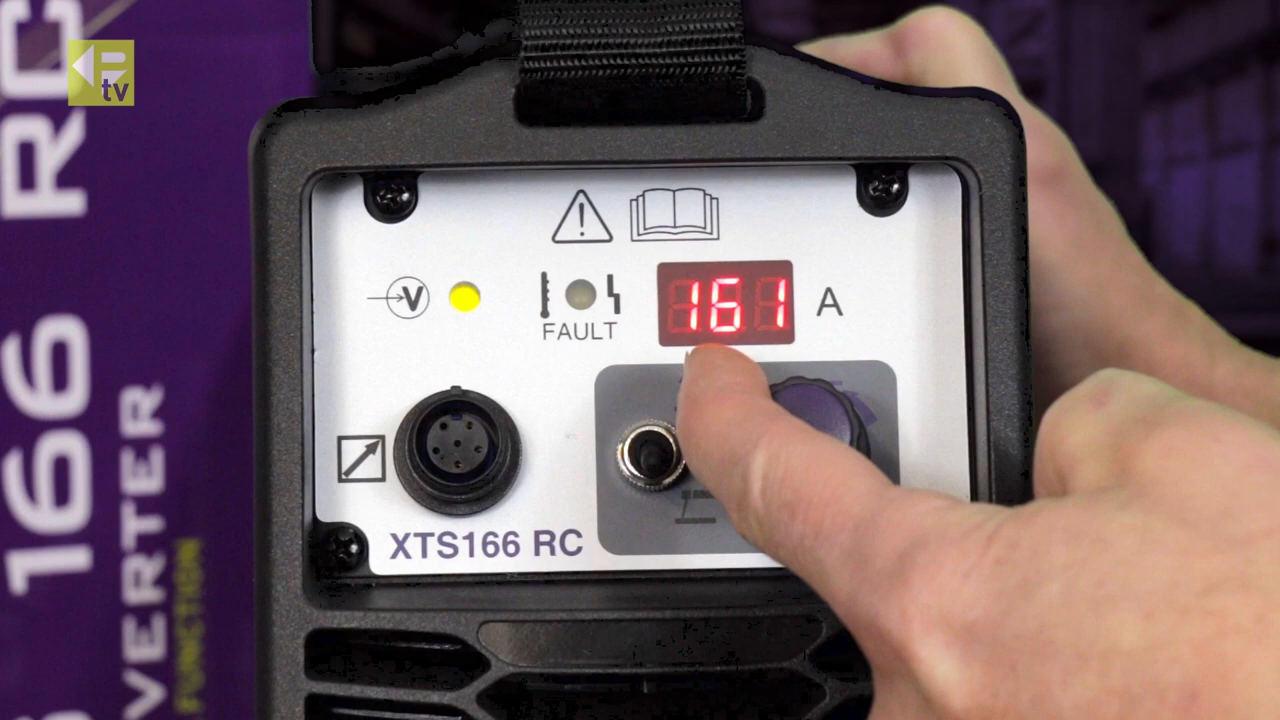 tv
166 RC
VERTER
FUNCTION
V
FAULT
161 A
XTS166 RC